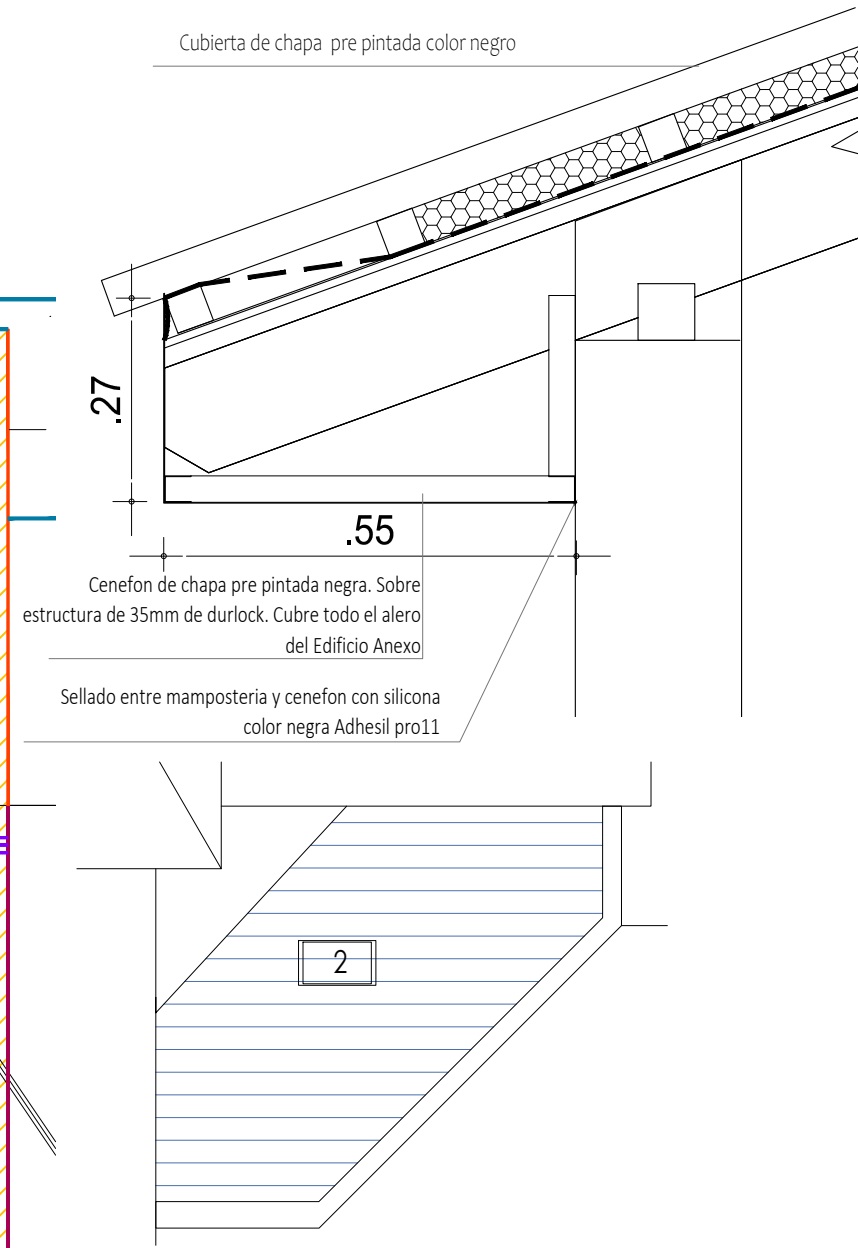 Cubierta de chapa pre pintada color negro
.27
.55
Cenefon de chapa pre pintada negra. Sobre
estructura de 35mm de durlock. Cubre todo el alero
del Edificio Anexo
Sellado entre mamposteria y cenefon con silicona
color negra Adhesil pro11
2